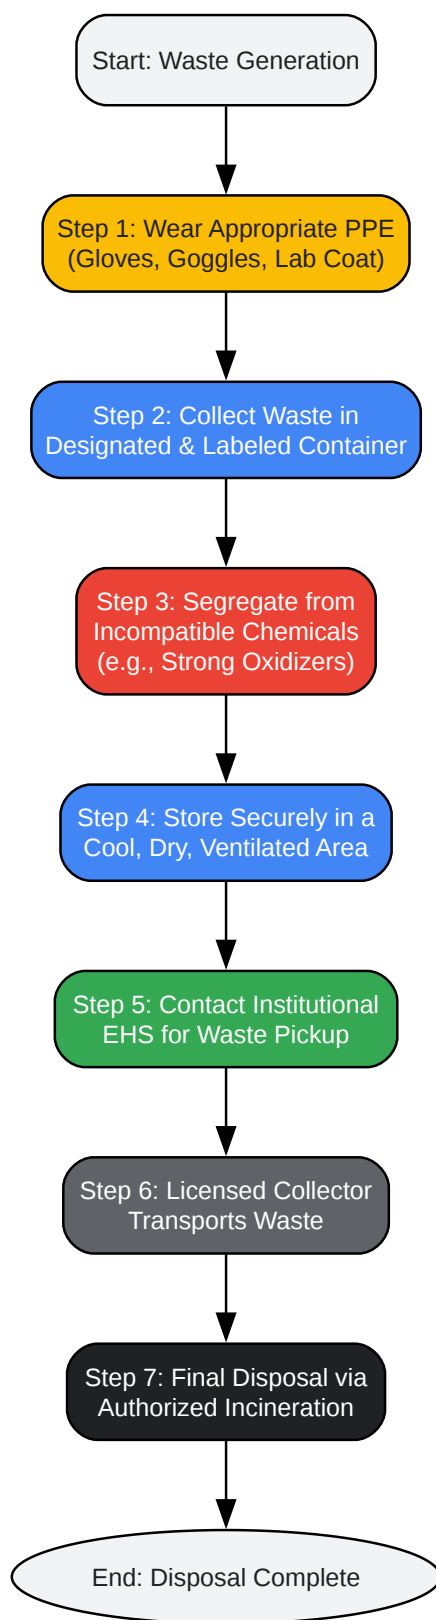 Start: Waste Generation
Step 1: Wear Appropriate PPE
(Gloves, Goggles, Lab Coat)
Step 2: Collect Waste in
Designated & Labeled Container
Step 3: Segregate from
Incompatible Chemicals
(e.g., Strong Oxidizers)
Step 4: Store Securely in a
Cool, Dry, Ventilated Area
Step 5: Contact Institutional
EHS for Waste Pickup
Step 6: Licensed Collector
Transports Waste
Step 7: Final Disposal via
Authorized Incineration
End: Disposal Complete